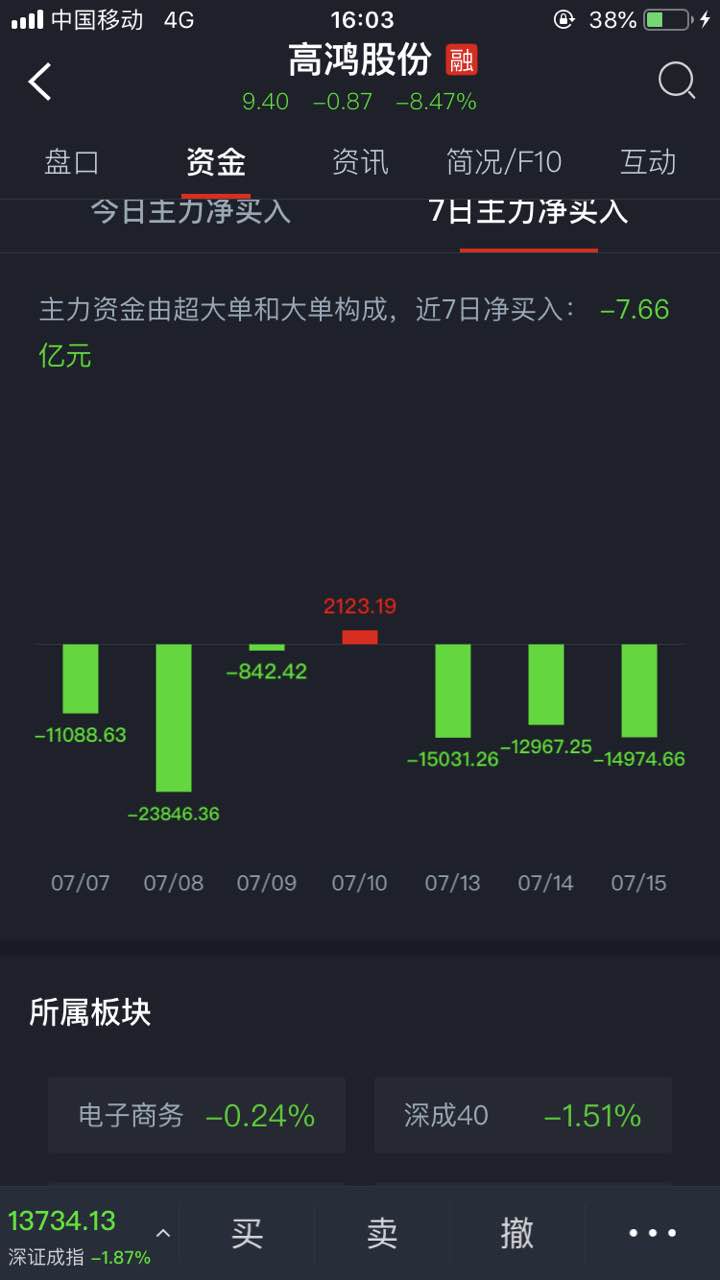 中国移动 4G 16:03 38%
高鸿股份 融
9.40 -0.87 -8.47%
盘口 资金 资讯 简况/F10 互动
今日主力净买入 7日主力净买入
主力资金由超大单和大单构成，近7日净买入： -7.66
亿元
2123.19
-842.42
-11088.63
-12967.25
-15031.26 -14974.66
-23846.36
07/07 07/08 07/09 07/10 07/13 07/14 07/15
所属板块
电子商务 -0.24% 深成40 -1.51%
13734.13
深证成指 -1.87%
买 卖 撤